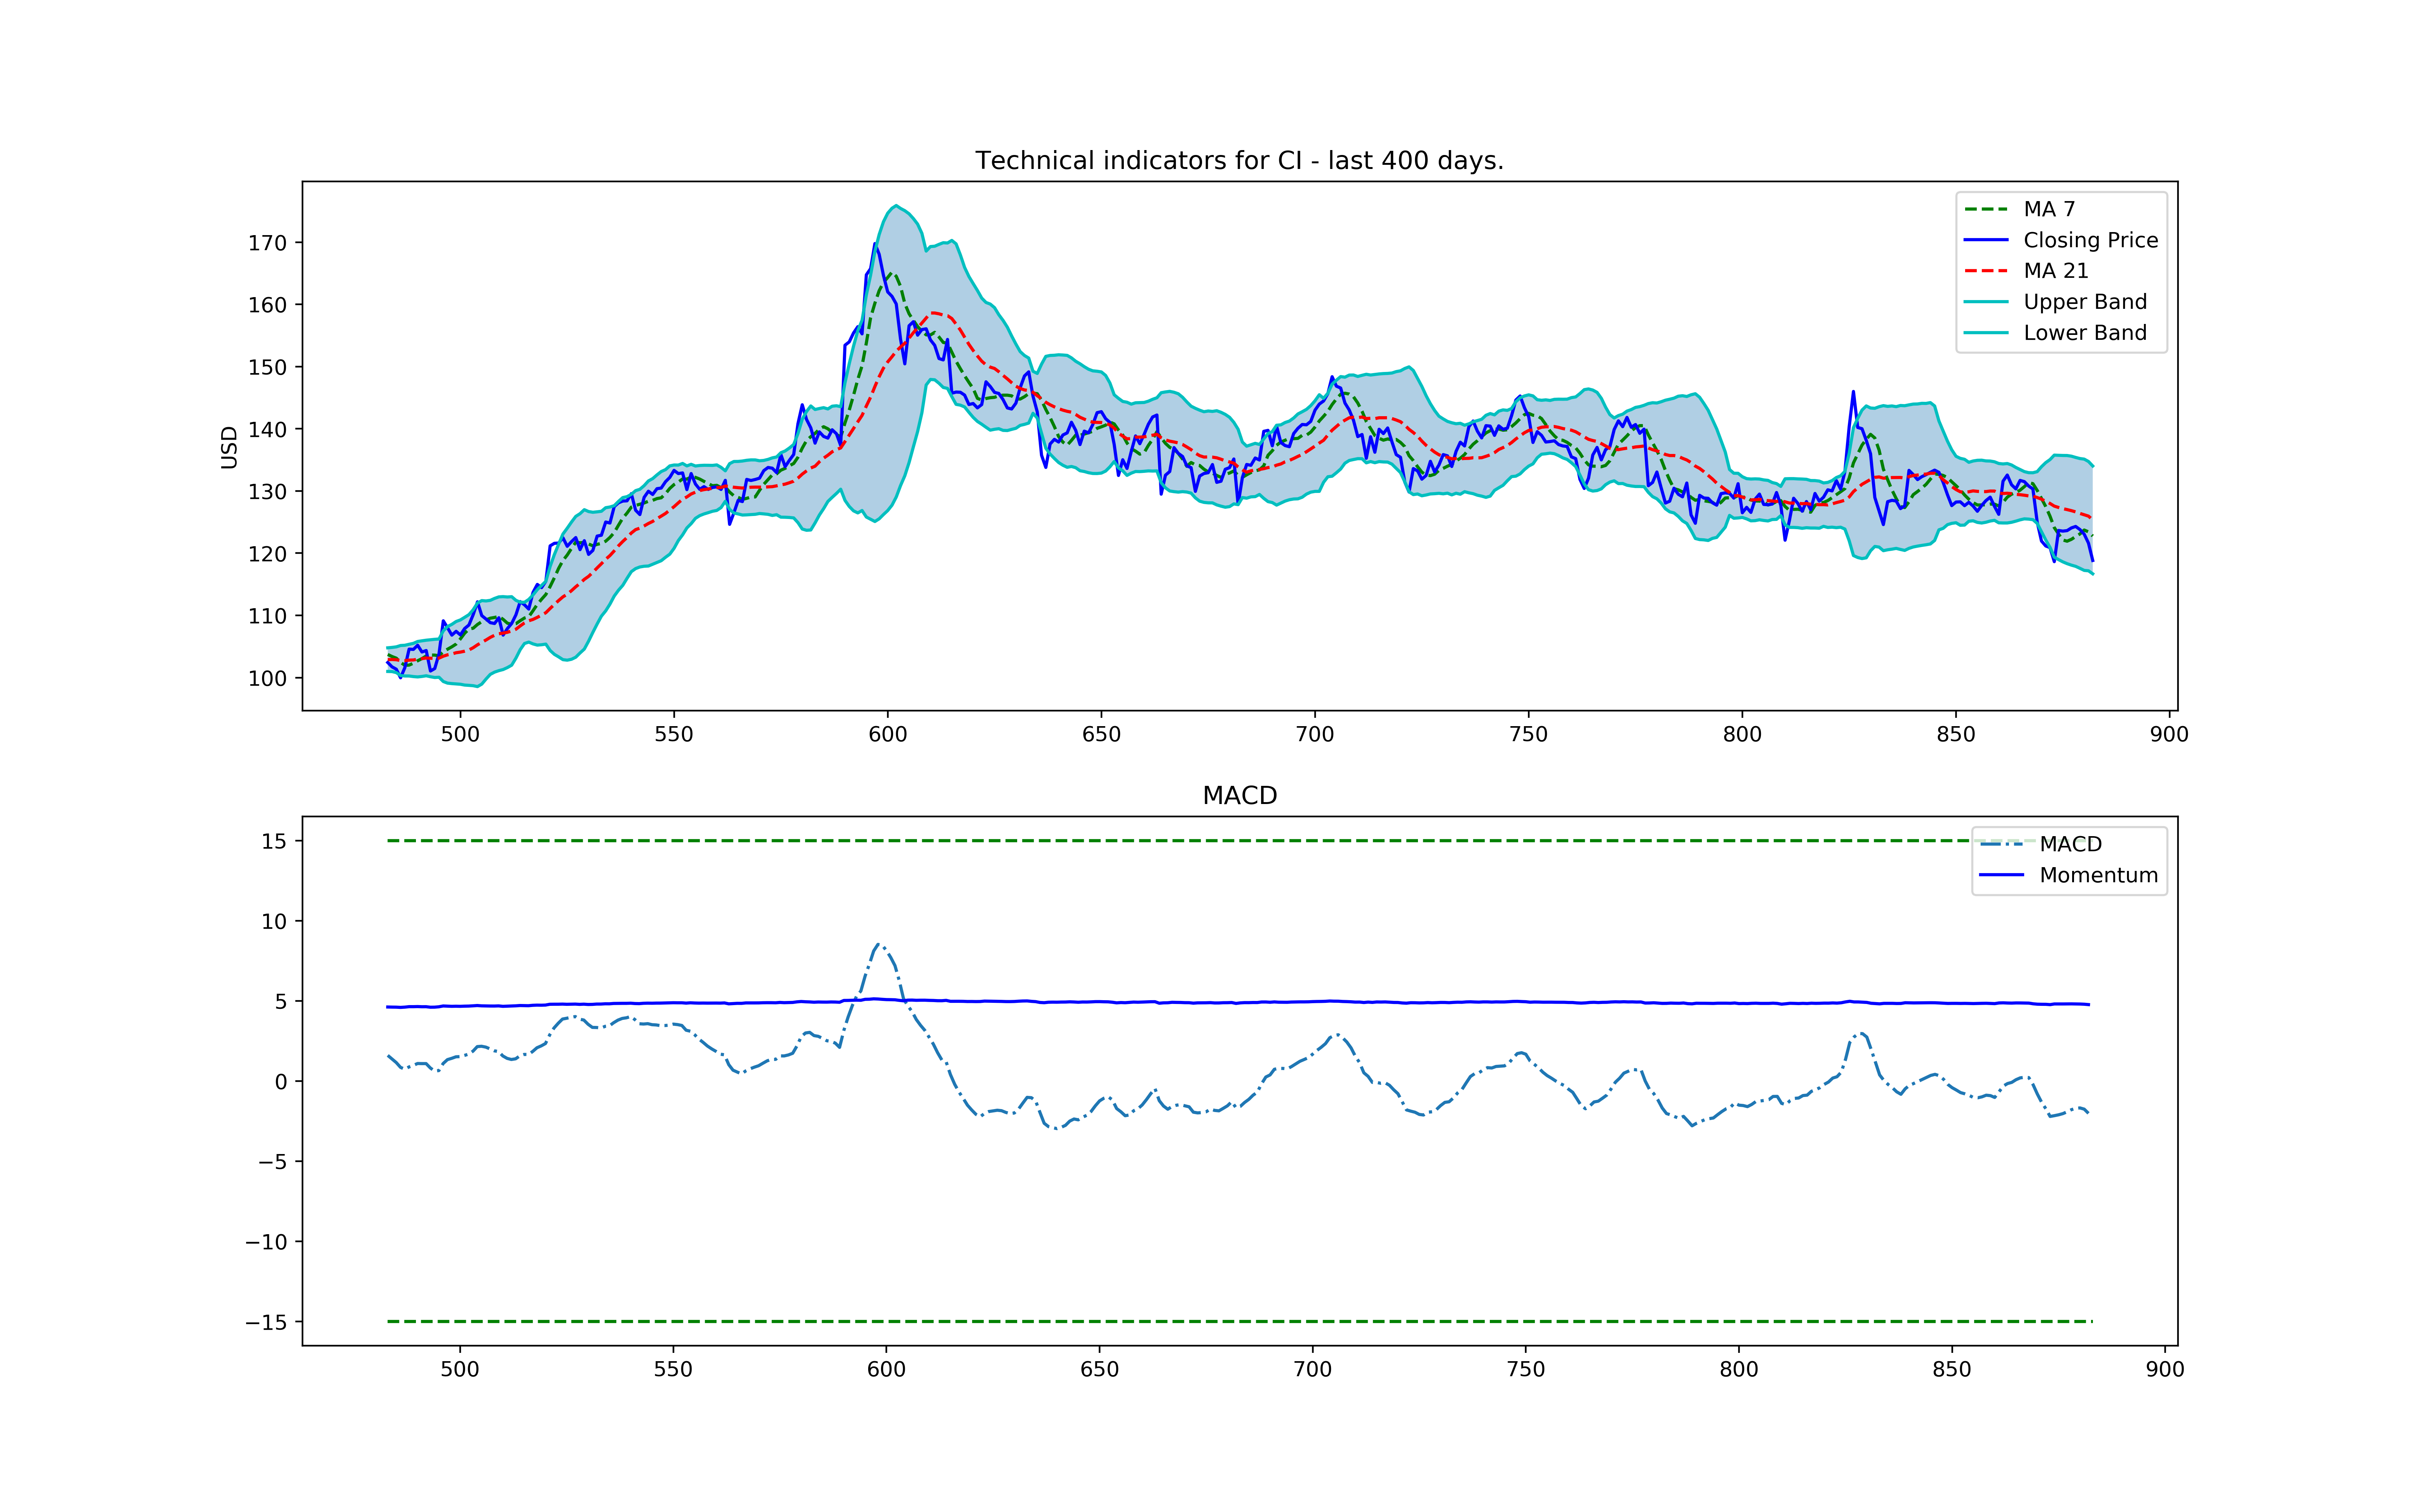 Technical indicators for CI - last 400 days.
USD
170
160
150
140
130
120
110
100
500 550 600 650 700 750 800 850 900
MA 7
Closing Price
MA 21
Upper Band
Lower Band
MACD
15
10
5
0
−5
−10
−15
500 550 600 650 700 750 800 850 900
MACD
Momentum